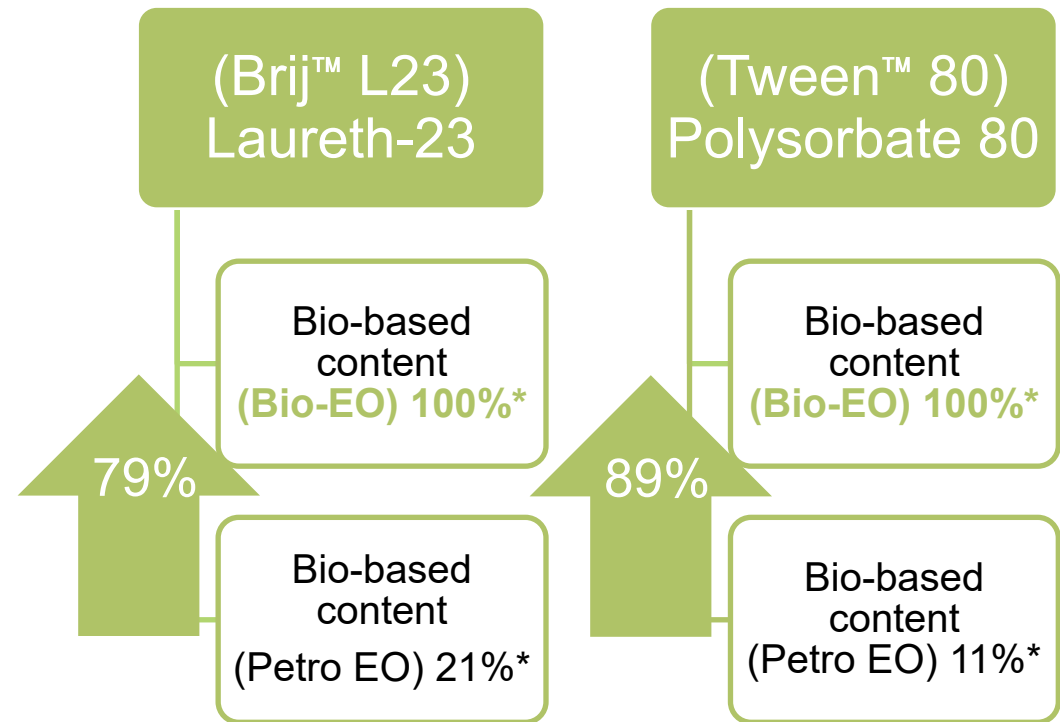 (Brij™ L23)
Laureth-23
Bio-based
content
(Bio-EO) 100%*
79%
Bio-based
content
(Petro EO) 21%*
(Tween™ 80)
Polysorbate 80
Bio-based
content
(Bio-EO) 100%*
89%
Bio-based
content
(Petro EO) 11%*